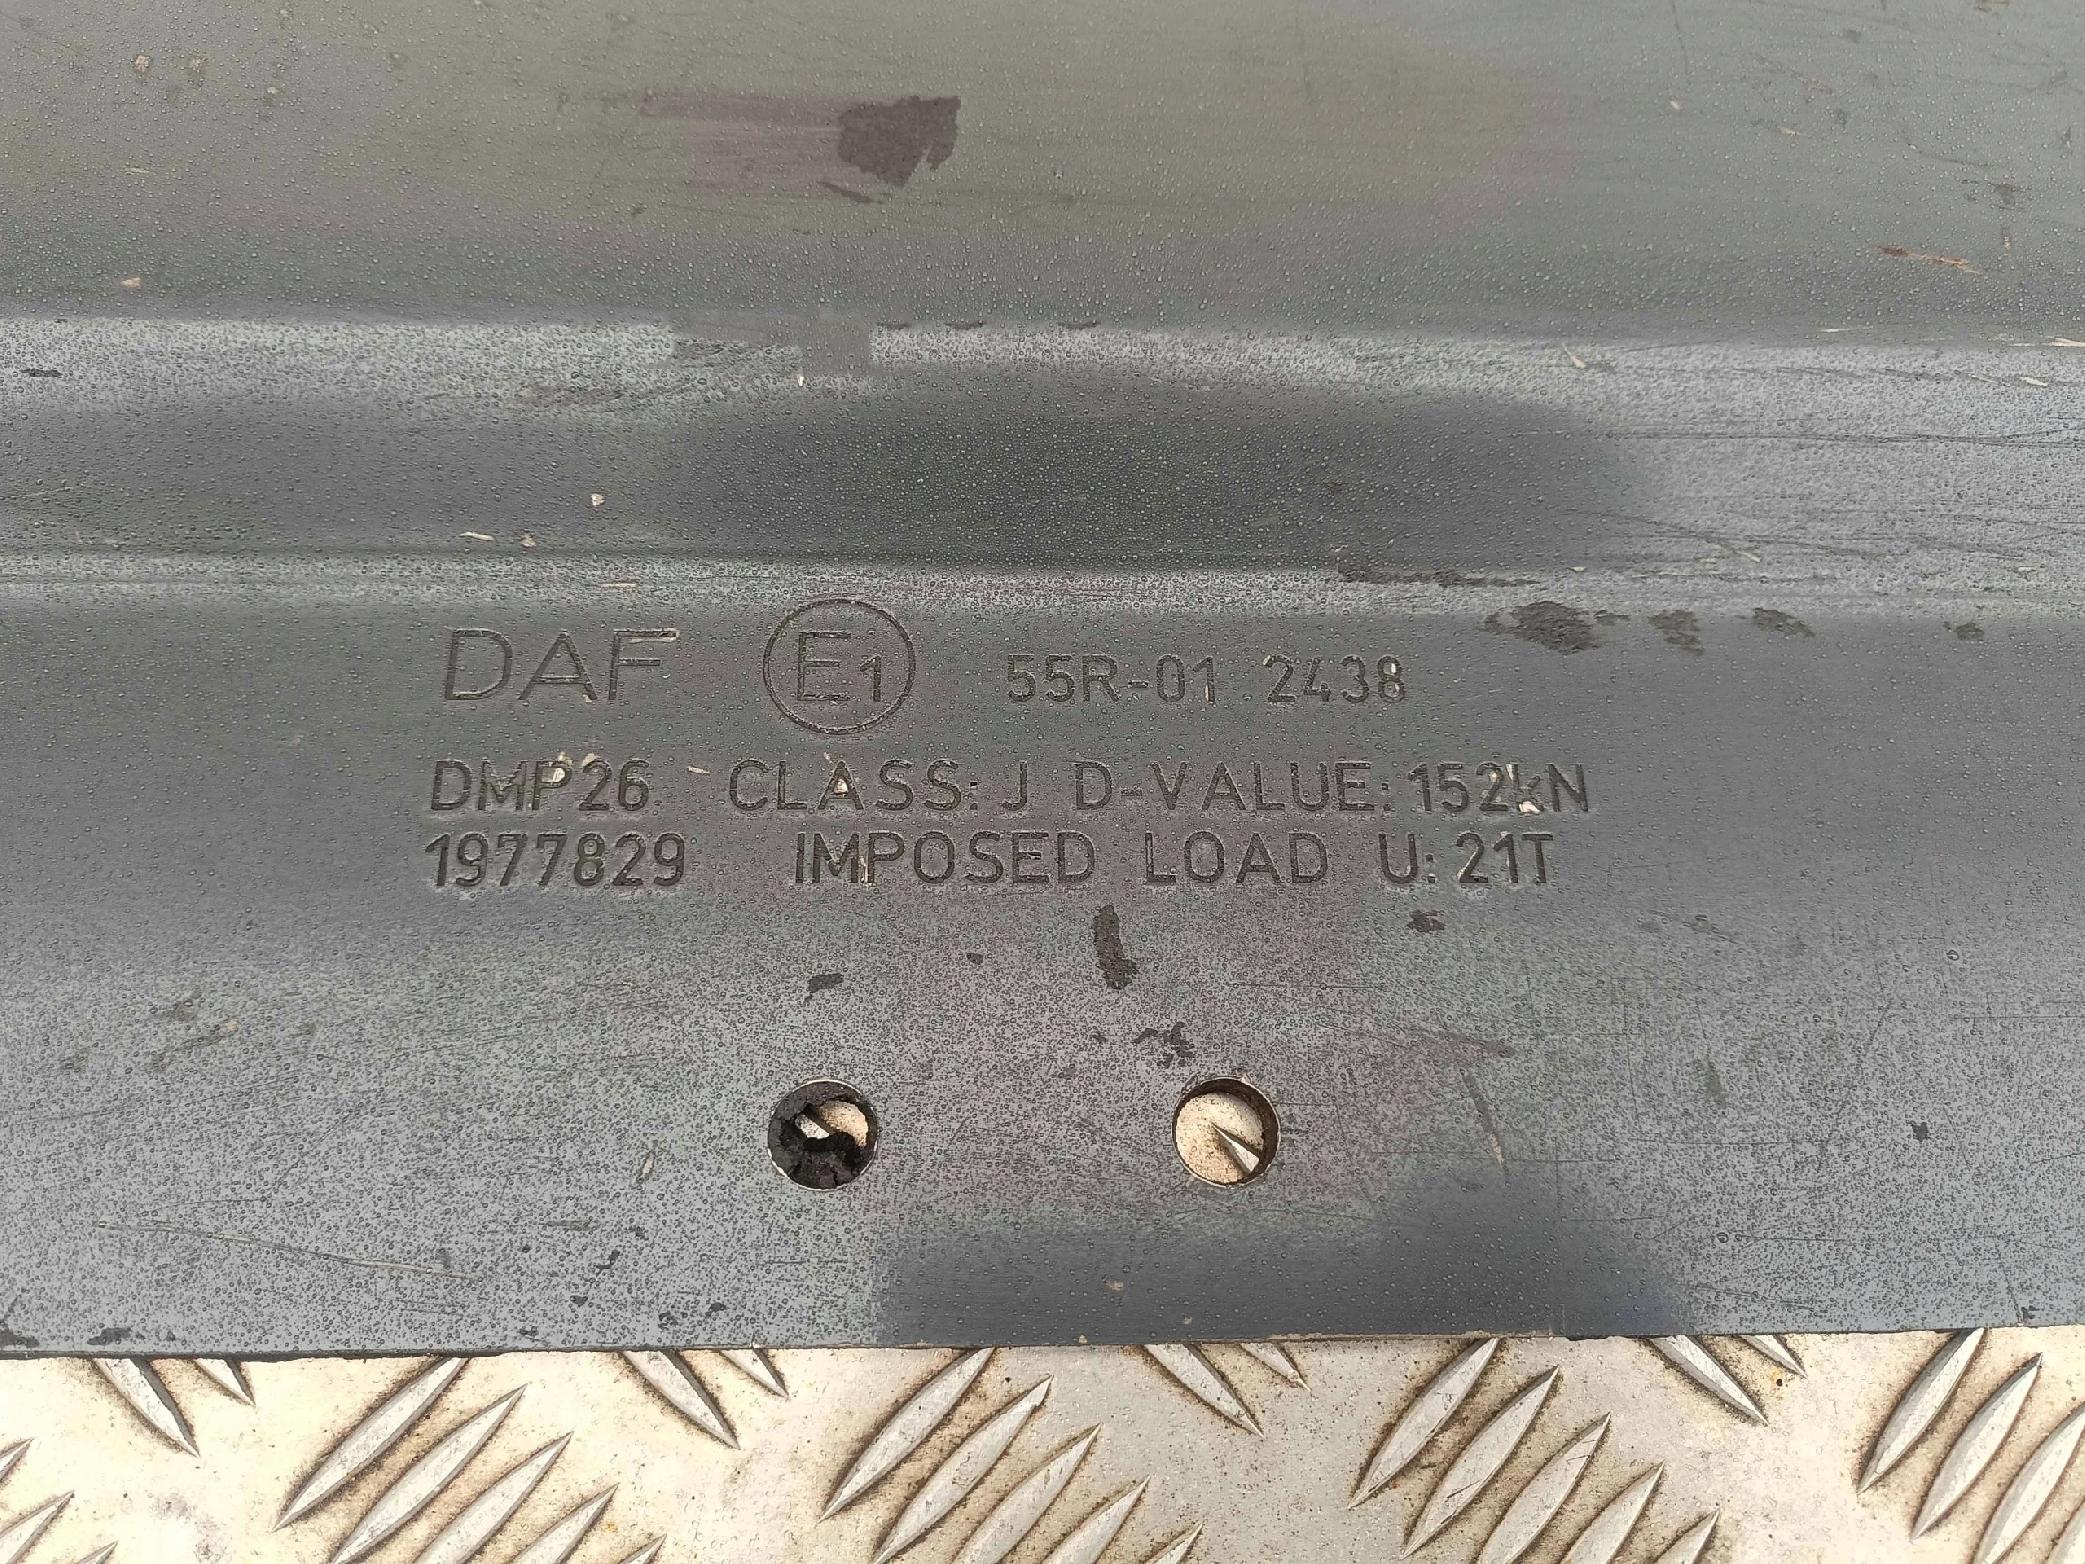 DAF E1 55R-01 2438
DMP26 CLASS: J D-VALUE: 152kN
1977829 IMPOSED LOAD U: 21T